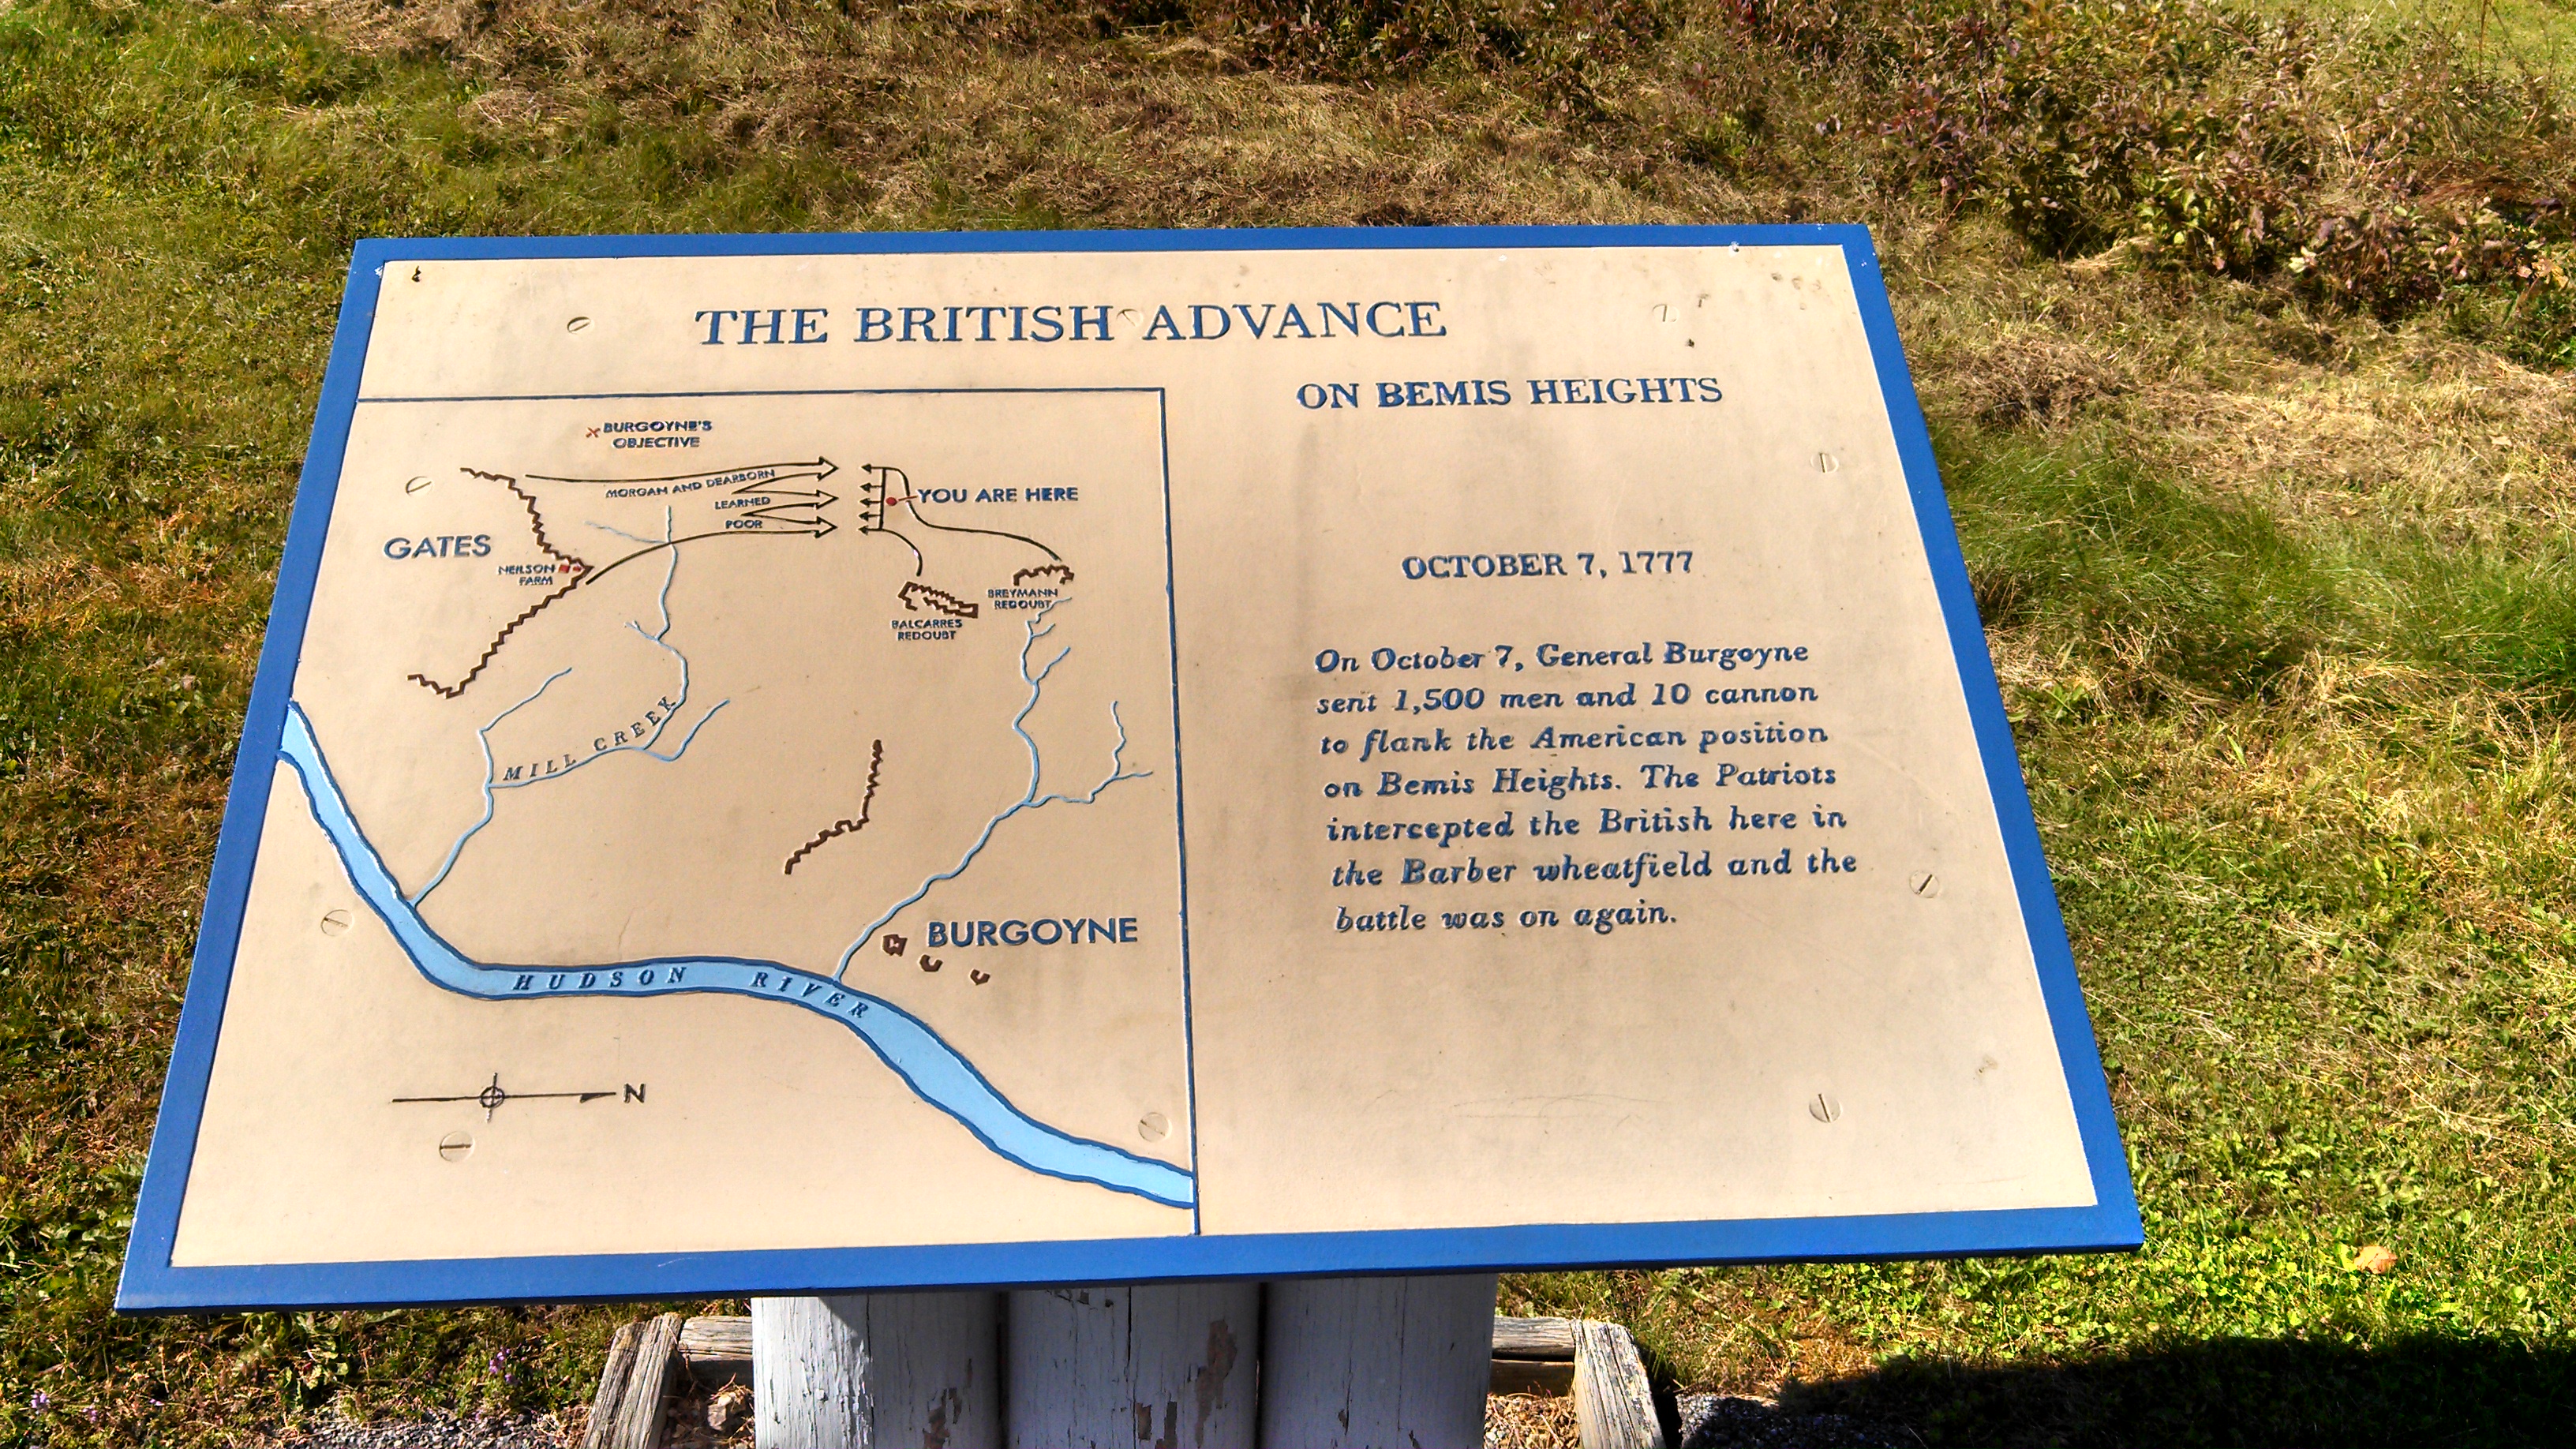 THE BRITISH ADVANCE
ON BEMIS HEIGHTS
BURGOYNE'S
OBJECTIVE
MORGAN AND DEARBORN
LEARNED
POOR
YOU ARE HERE
GATES
NEILSON
FARM
BREYMANN
REDOUBT
BALCARRES
REDOUBT
MILL CREEK
BURGOYNE
HUDSON RIVER
N
OCTOBER 7, 1777
On October 7, General Burgoyne
sent 1,500 men and 10 cannon
to flank the American position
on Bemis Heights. The Patriots
intercepted the British here in
the Barber wheatfield and the
battle was on again.